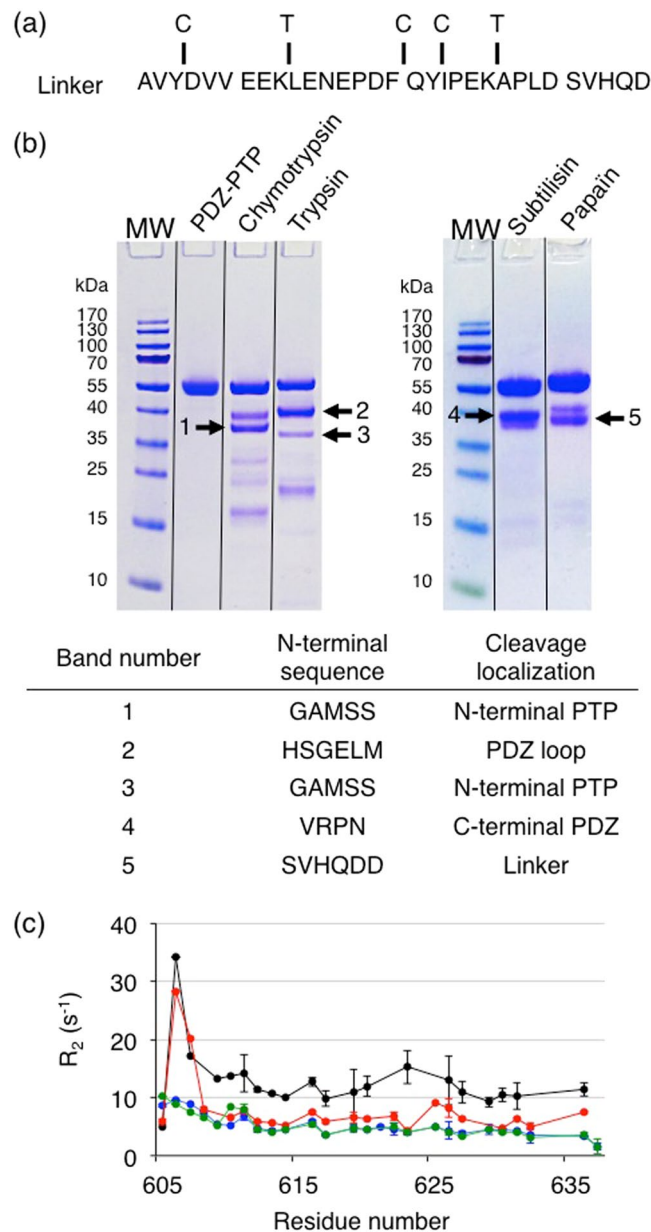 (a)
C T C C T
Linker AVYDVV EEKLENEPDF QYIPEKAPLD SVHQD
(b)
MW PDZ-PTP Chymotrypsin Trypsin
kDa
170
130
100
70
55
40
35
25
15
10
1
2
3
MW Subtilisin Papain
kDa
170
130
100
70
55
40
35
25
15
10
4
5
Band number N-terminal sequence Cleavage localization
1 GAMSS N-terminal PTP
2 HSGELM PDZ loop
3 GAMSS N-terminal PTP
4 VRPN C-terminal PDZ
5 SVHQDD Linker
(c)
R2 (s-1)
40
30
20
10
0
605 615 625 635
Residue number